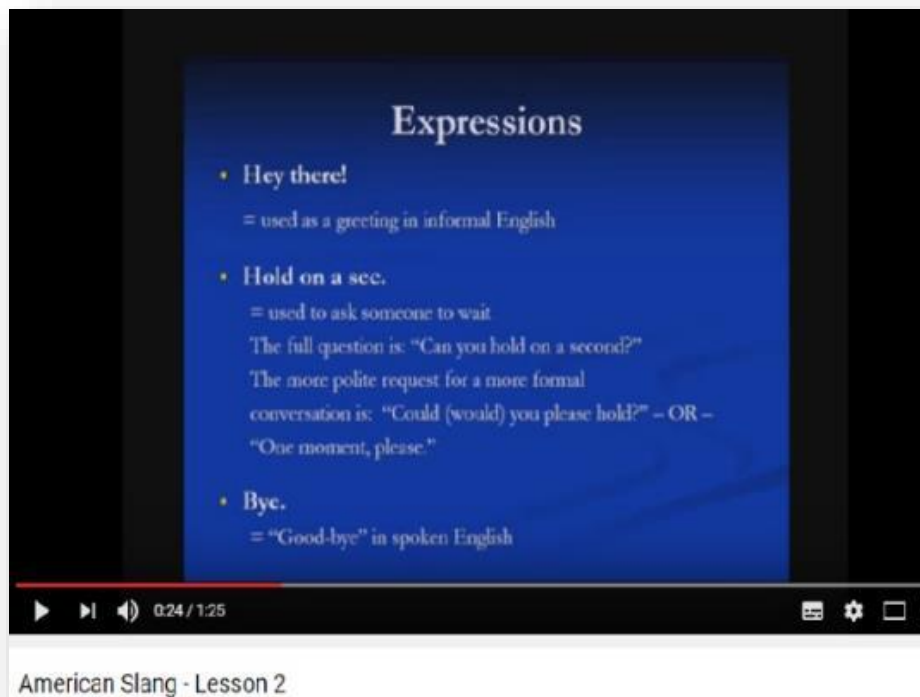 Expressions
• Hey there!
= used as a greeting in informal English
• Hold on a sec.
= used to ask someone to wait
The full question is: “Can you hold on a second?”
The more polite request for a more formal
conversation is: “Could (would) you please hold?” – OR –
“One moment, please.”
• Bye.
= “Good-bye” in spoken English
0:24 / 1:25
American Slang - Lesson 2